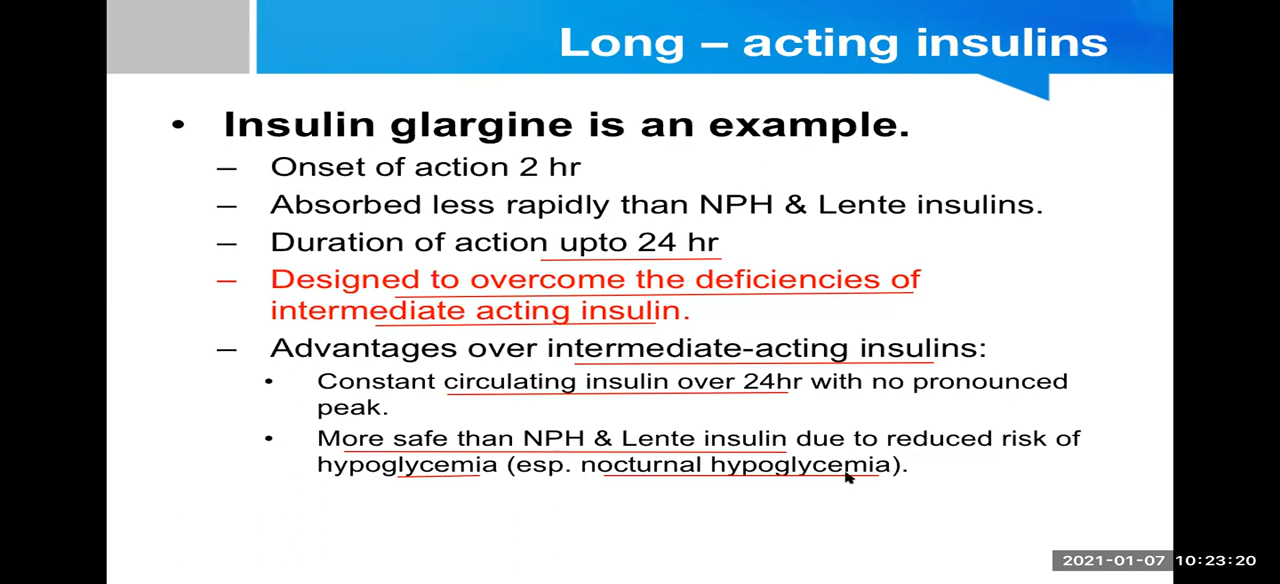 Long – acting insulins
• Insulin glargine is an example.
– Onset of action 2 hr
– Absorbed less rapidly than NPH & Lente insulins.
– Duration of action upto 24 hr
– Designed to overcome the deficiencies of
intermediate acting insulin.
– Advantages over intermediate-acting insulins:
• Constant circulating insulin over 24hr with no pronounced
peak.
• More safe than NPH & Lente insulin due to reduced risk of
hypoglycemia (esp. nocturnal hypoglycemia).
2021-01-07 10:23:20